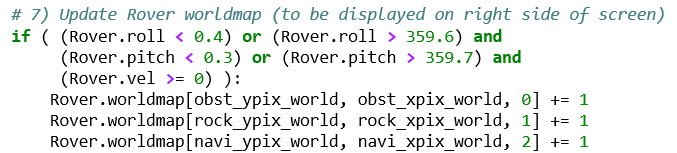 # 7) Update Rover worldmap (to be displayed on right side of screen)
if ( (Rover.roll < 0.4) or (Rover.roll > 359.6) and
(Rover.pitch < 0.3) or (Rover.pitch > 359.7) and
(Rover.vel >= 0) ):
Rover.worldmap[obst_ypix_world, obst_xpix_world, 0] += 1
Rover.worldmap[rock_ypix_world, rock_xpix_world, 1] += 1
Rover.worldmap[navi_ypix_world, navi_xpix_world, 2] += 1